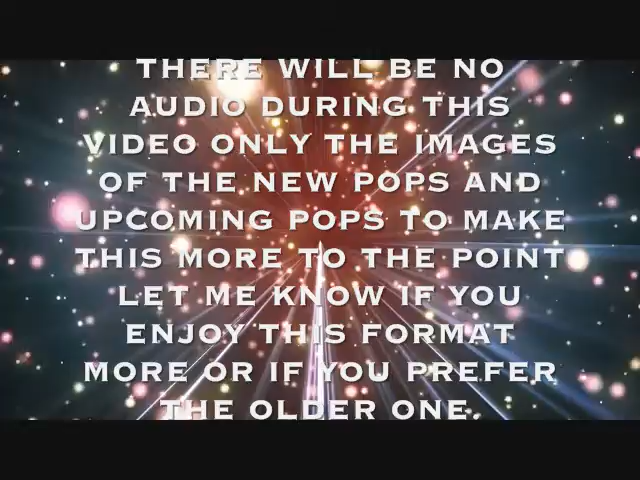 THERE WILL BE NO
AUDIO DURING THIS
VIDEO ONLY THE IMAGES
OF THE NEW POPS AND
UPCOMING POPS TO MAKE
THIS MORE TO THE POINT
LET ME KNOW IF YOU
ENJOY THIS FORMAT
MORE OR IF YOU PREFER
THE OLDER ONE.